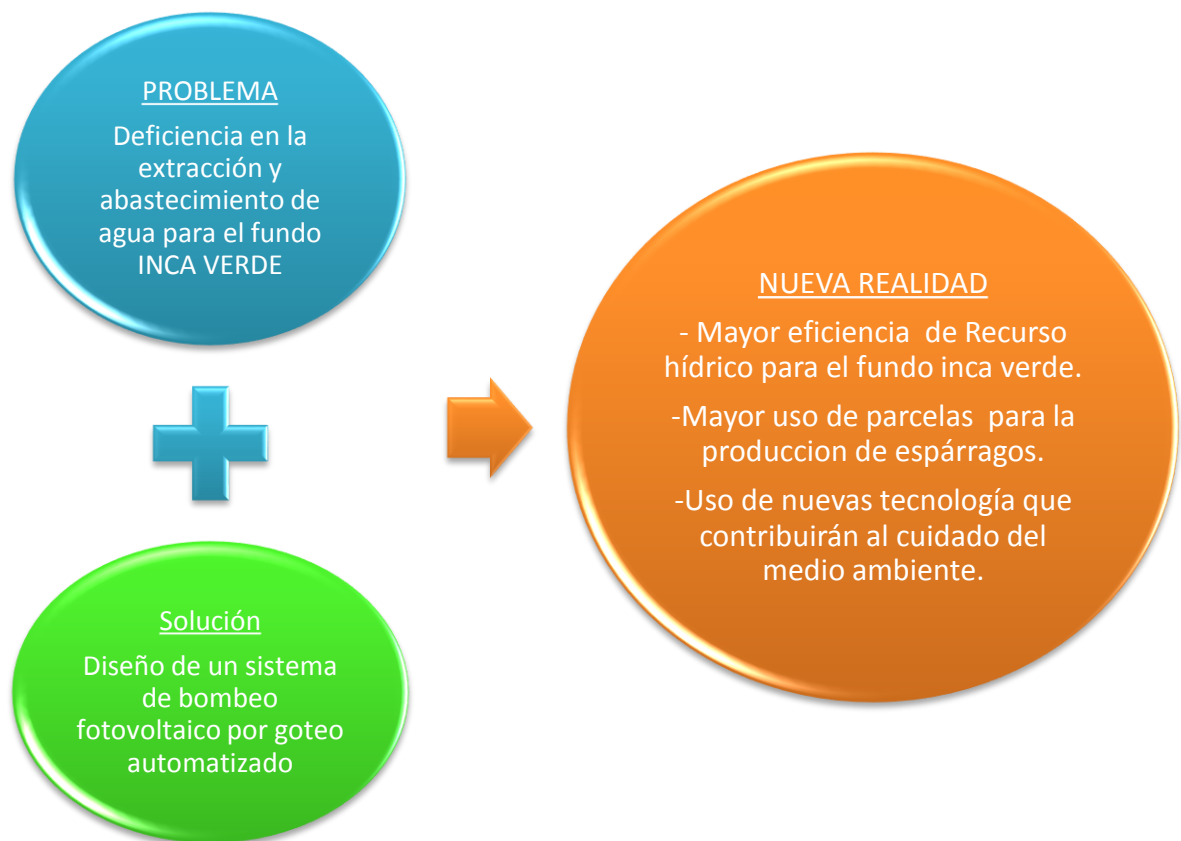 PROBLEMA
Deficiencia en la
extracción y
abastecimiento de
agua para el fundo
INCA VERDE
Solución
Diseño de un sistema
de bombeo
fotovoltaico por goteo
automatizado
NUEVA REALIDAD
- Mayor eficiencia  de Recurso
hídrico para el fundo inca verde.
-Mayor uso de parcelas  para la
produccion de espárragos.
-Uso de nuevas tecnología que
contribuirán al cuidado del
medio ambiente.